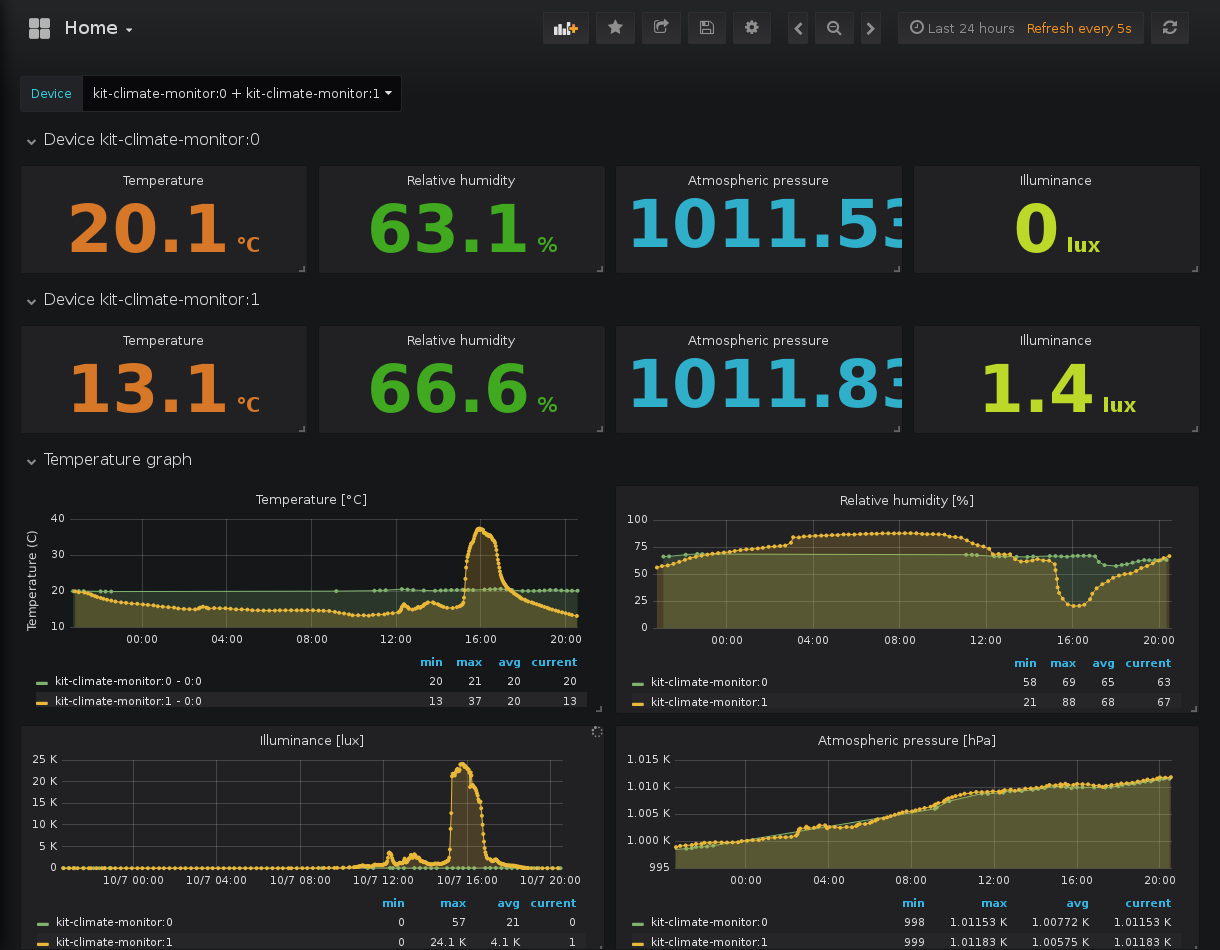 Home
Last 24 hours Refresh every 5s
Device kit-climate-monitor:0 + kit-climate-monitor:1
Device kit-climate-monitor:0
Temperature Relative humidity Atmospheric pressure Illuminance
20.1 °C 63.1 % 1011.53 0 lux
Device kit-climate-monitor:1
Temperature Relative humidity Atmospheric pressure Illuminance
13.1 °C 66.6 % 1011.83 1.4 lux
Temperature graph
Temperature [°C]
Temperature (C)
40
30
20
10
00:00 04:00 08:00 12:00 16:00 20:00
min max avg current
kit-climate-monitor:0 - 0:0 20 21 20 20
kit-climate-monitor:1 - 0:0 13 37 20 13
Relative humidity [%]
100
75
50
25
0
00:00 04:00 08:00 12:00 16:00 20:00
min max avg current
kit-climate-monitor:0 58 69 65 63
kit-climate-monitor:1 21 88 68 67
Illuminance [lux]
25 K
20 K
15 K
10 K
5 K
0
10/7 00:00 10/7 04:00 10/7 08:00 10/7 12:00 10/7 16:00 10/7 20:00
min max avg current
kit-climate-monitor:0 0 57 21 0
kit-climate-monitor:1 0 24.1 K 4.1 K 1
Atmospheric pressure [hPa]
1.015 K
1.010 K
1.005 K
1.000 K
995
00:00 04:00 08:00 12:00 16:00 20:00
min max avg current
kit-climate-monitor:0 998 1.01153 K 1.00772 K 1.01153 K
kit-climate-monitor:1 999 1.01183 K 1.00575 K 1.01183 K